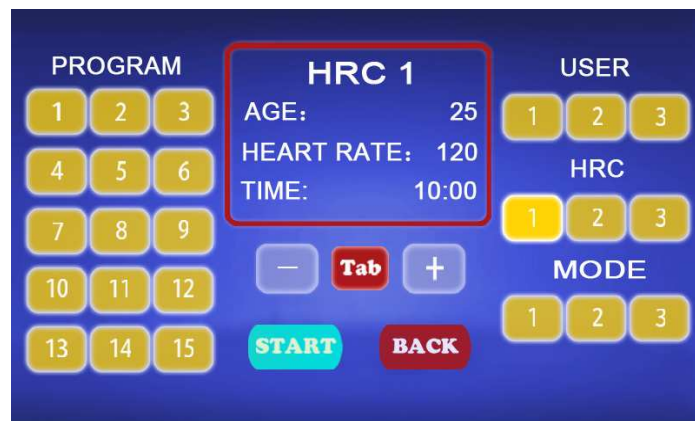 PROGRAM
1 2 3
4 5 6
7 8 9
10 11 12
13 14 15
HRC 1
AGE: 25
HEART RATE: 120
TIME: 10:00
− Tab +
START BACK
USER
1 2 3
HRC
1 2 3
MODE
1 2 3